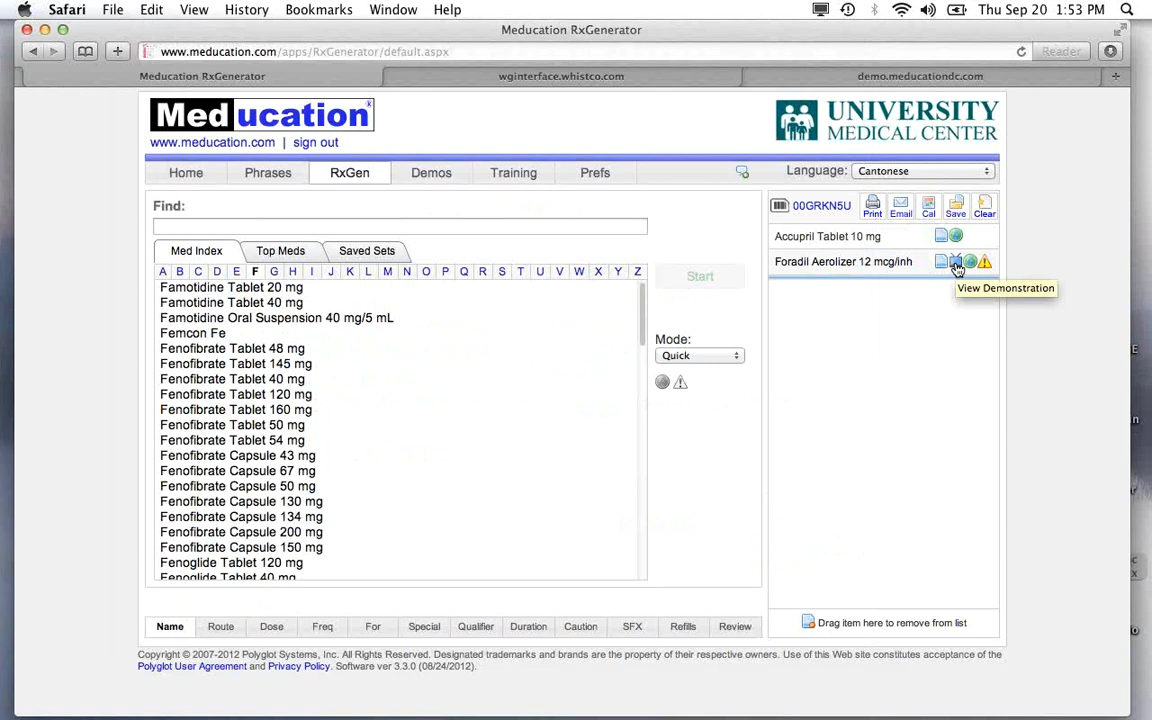 Safari File Edit View History Bookmarks Window Help Thu Sep 20 1:53 PM
Meducation RxGenerator
www.meducation.com/apps/RxGenerator/default.aspx Reader
Meducation RxGenerator wginterface.whistco.com demo.meducationdc.com
Meducation®
www.meducation.com | sign out
UNIVERSITY
MEDICAL CENTER
Home Phrases RxGen Demos Training Prefs Language: Cantonese
Find:
00GRKN5U Print Email Cal Save Clear
Med Index Top Meds Saved Sets
A B C D E F G H I J K L M N O P Q R S T U V W X Y Z
Accupril Tablet 10 mg
Foradil Aerolizer 12 mcg/inh
View Demonstration
Famotidine Tablet 20 mg
Famotidine Tablet 40 mg
Famotidine Oral Suspension 40 mg/5 mL
Femcon Fe
Fenofibrate Tablet 48 mg
Fenofibrate Tablet 145 mg
Fenofibrate Tablet 40 mg
Fenofibrate Tablet 120 mg
Fenofibrate Tablet 160 mg
Fenofibrate Tablet 50 mg
Fenofibrate Tablet 54 mg
Fenofibrate Capsule 43 mg
Fenofibrate Capsule 67 mg
Fenofibrate Capsule 50 mg
Fenofibrate Capsule 130 mg
Fenofibrate Capsule 134 mg
Fenofibrate Capsule 200 mg
Fenofibrate Capsule 150 mg
Fenoglide Tablet 120 mg
Fenoglide Tablet 40 mg
Start
Mode:
Quick
Drag item here to remove from list
Name Route Dose Freq For Special Qualifier Duration Caution SFX Refills Review
Copyright © 2007-2012 Polyglot Systems, Inc. All Rights Reserved. Designated trademarks and brands are the property of their respective owners. Use of this Web site constitutes acceptance of the
Polyglot User Agreement and Privacy Policy. Software ver 3.3.0 (08/24/2012).